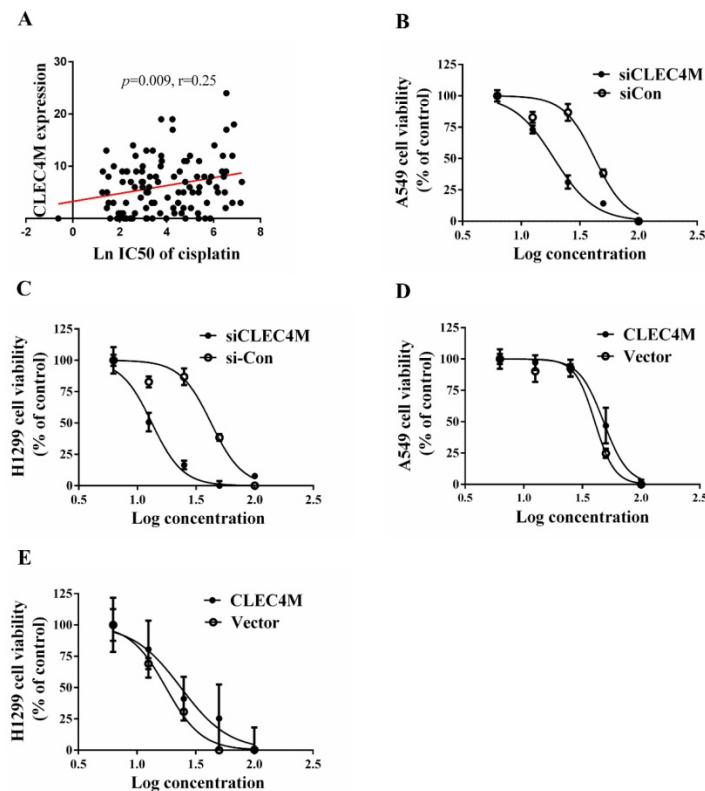 A
CLEC4M expression
p=0.009, r=0.25
30
20
10
0
-2 0 2 4 6 8
Ln IC50 of cisplatin
B
A549 cell viability
(% of control)
siCLEC4M
siCon
125
100
75
50
25
0
0.5 1.0 1.5 2.0 2.5
Log concentration
C
H1299 cell viability
(% of control)
siCLEC4M
si-Con
125
100
75
50
25
0
0.5 1.0 1.5 2.0 2.5
Log concentration
D
A549 cell viability
(% of control)
CLEC4M
Vector
125
100
75
50
25
0
0.5 1.0 1.5 2.0 2.5
Log concentration
E
H1299 cell viability
(% of control)
CLEC4M
Vector
125
100
75
50
25
0
0.5 1.0 1.5 2.0 2.5
Log concentration